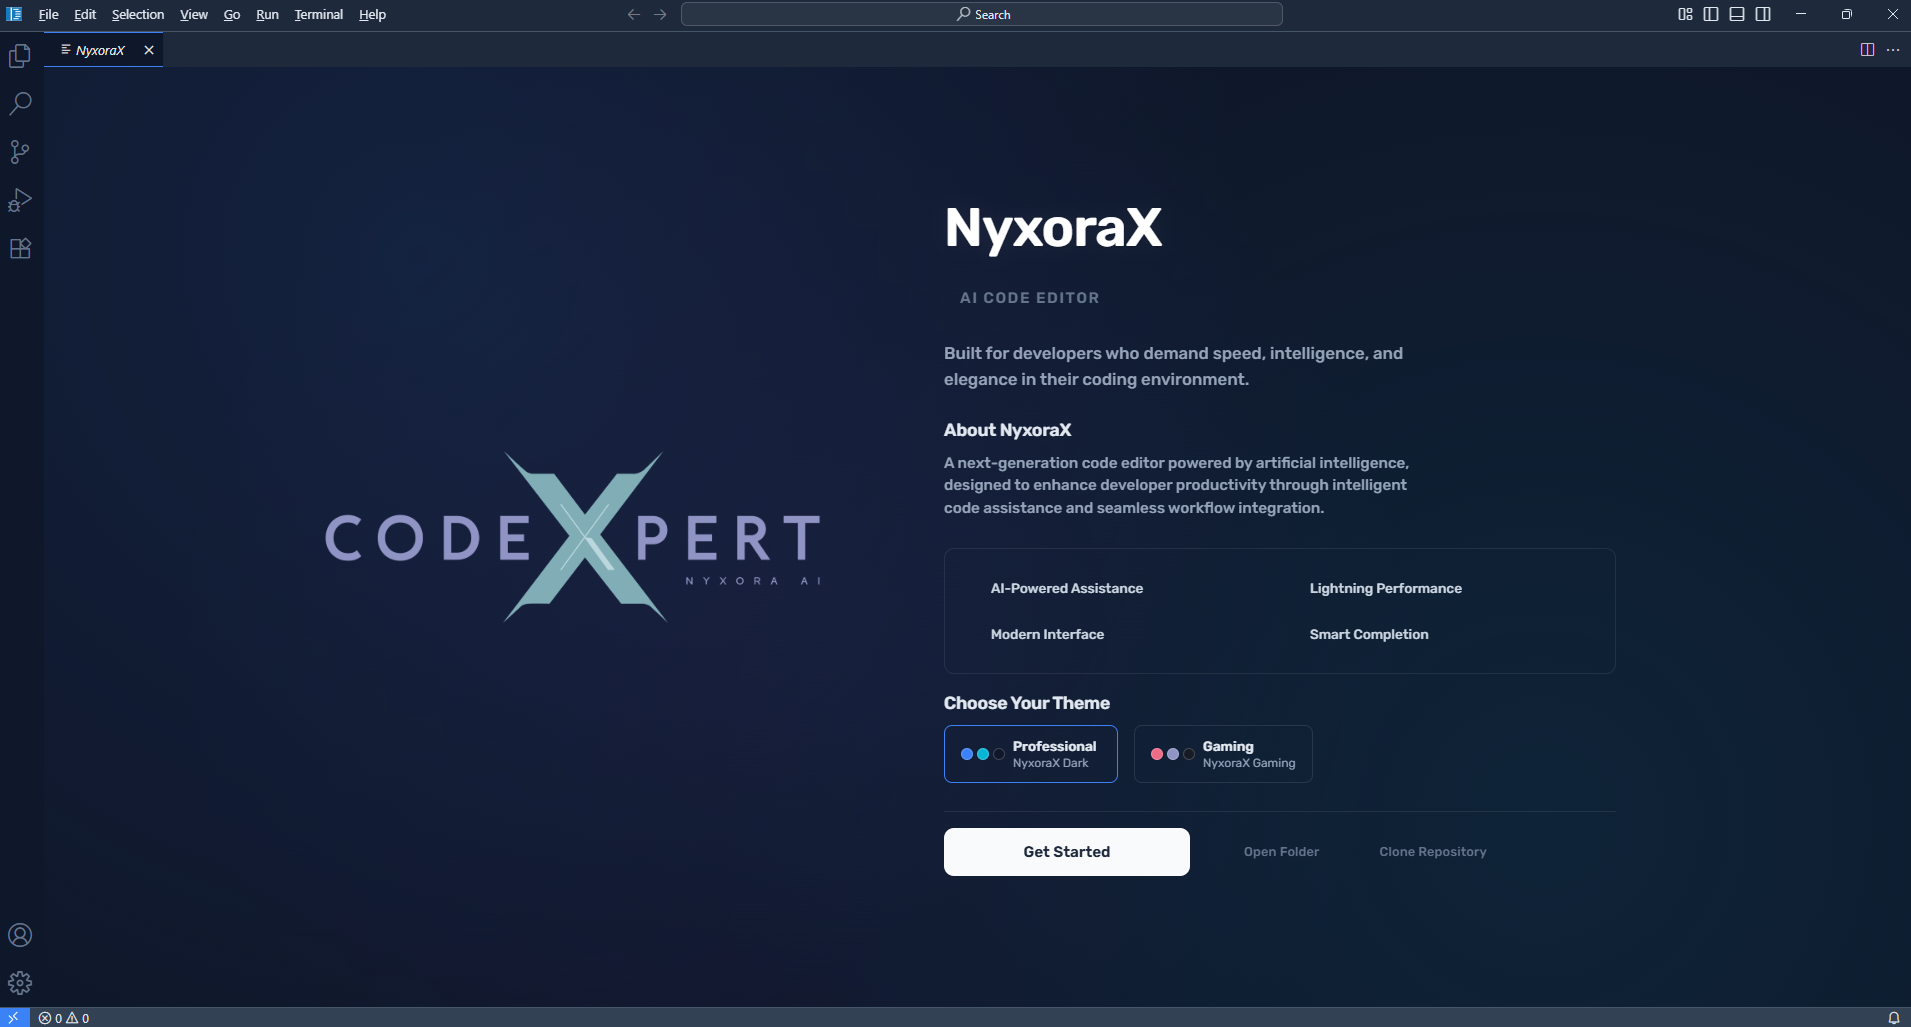 File Edit Selection View Go Run Terminal Help
Search
NyxoraX
NyxoraX
AI CODE EDITOR
Built for developers who demand speed, intelligence, and
elegance in their coding environment.
About NyxoraX
A next-generation code editor powered by artificial intelligence,
designed to enhance developer productivity through intelligent
code assistance and seamless workflow integration.
CODEXPERT
NYXORA AI
AI-Powered Assistance
Lightning Performance
Modern Interface
Smart Completion
Choose Your Theme
Professional
NyxoraX Dark
Gaming
NyxoraX Gaming
Get Started
Open Folder
Clone Repository
0 0